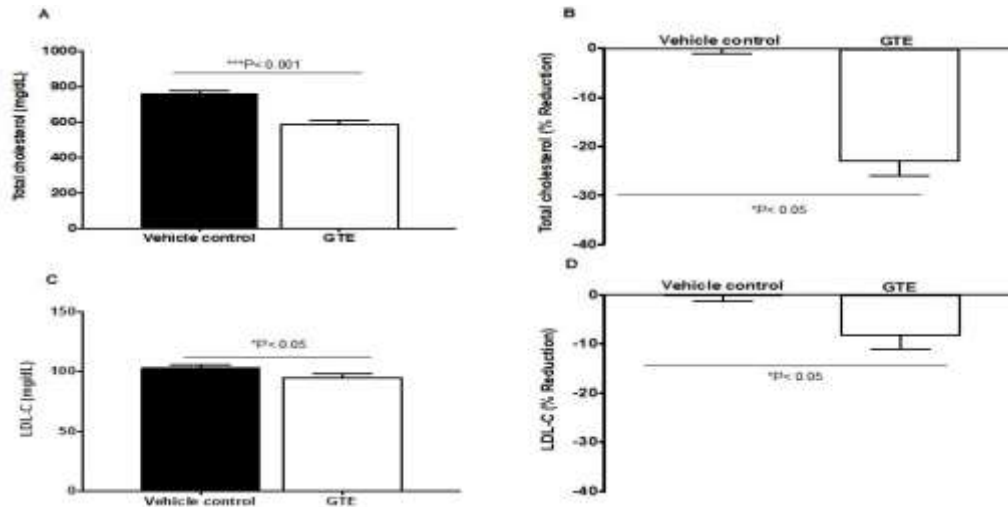 A
Total cholesterol (mg/dL)
1000
800
600
400
200
0
***P< 0.001
Vehicle control
GTE
B
Total cholesterol (% Reduction)
Vehicle control
GTE
0
-10
-20
-30
-40
*P< 0.05
C
LDL-C (mg/dL)
150
100
50
0
*P< 0.05
Vehicle control
GTE
D
LDL-C (% Reduction)
Vehicle control
GTE
0
-10
-20
-30
-40
*P< 0.05